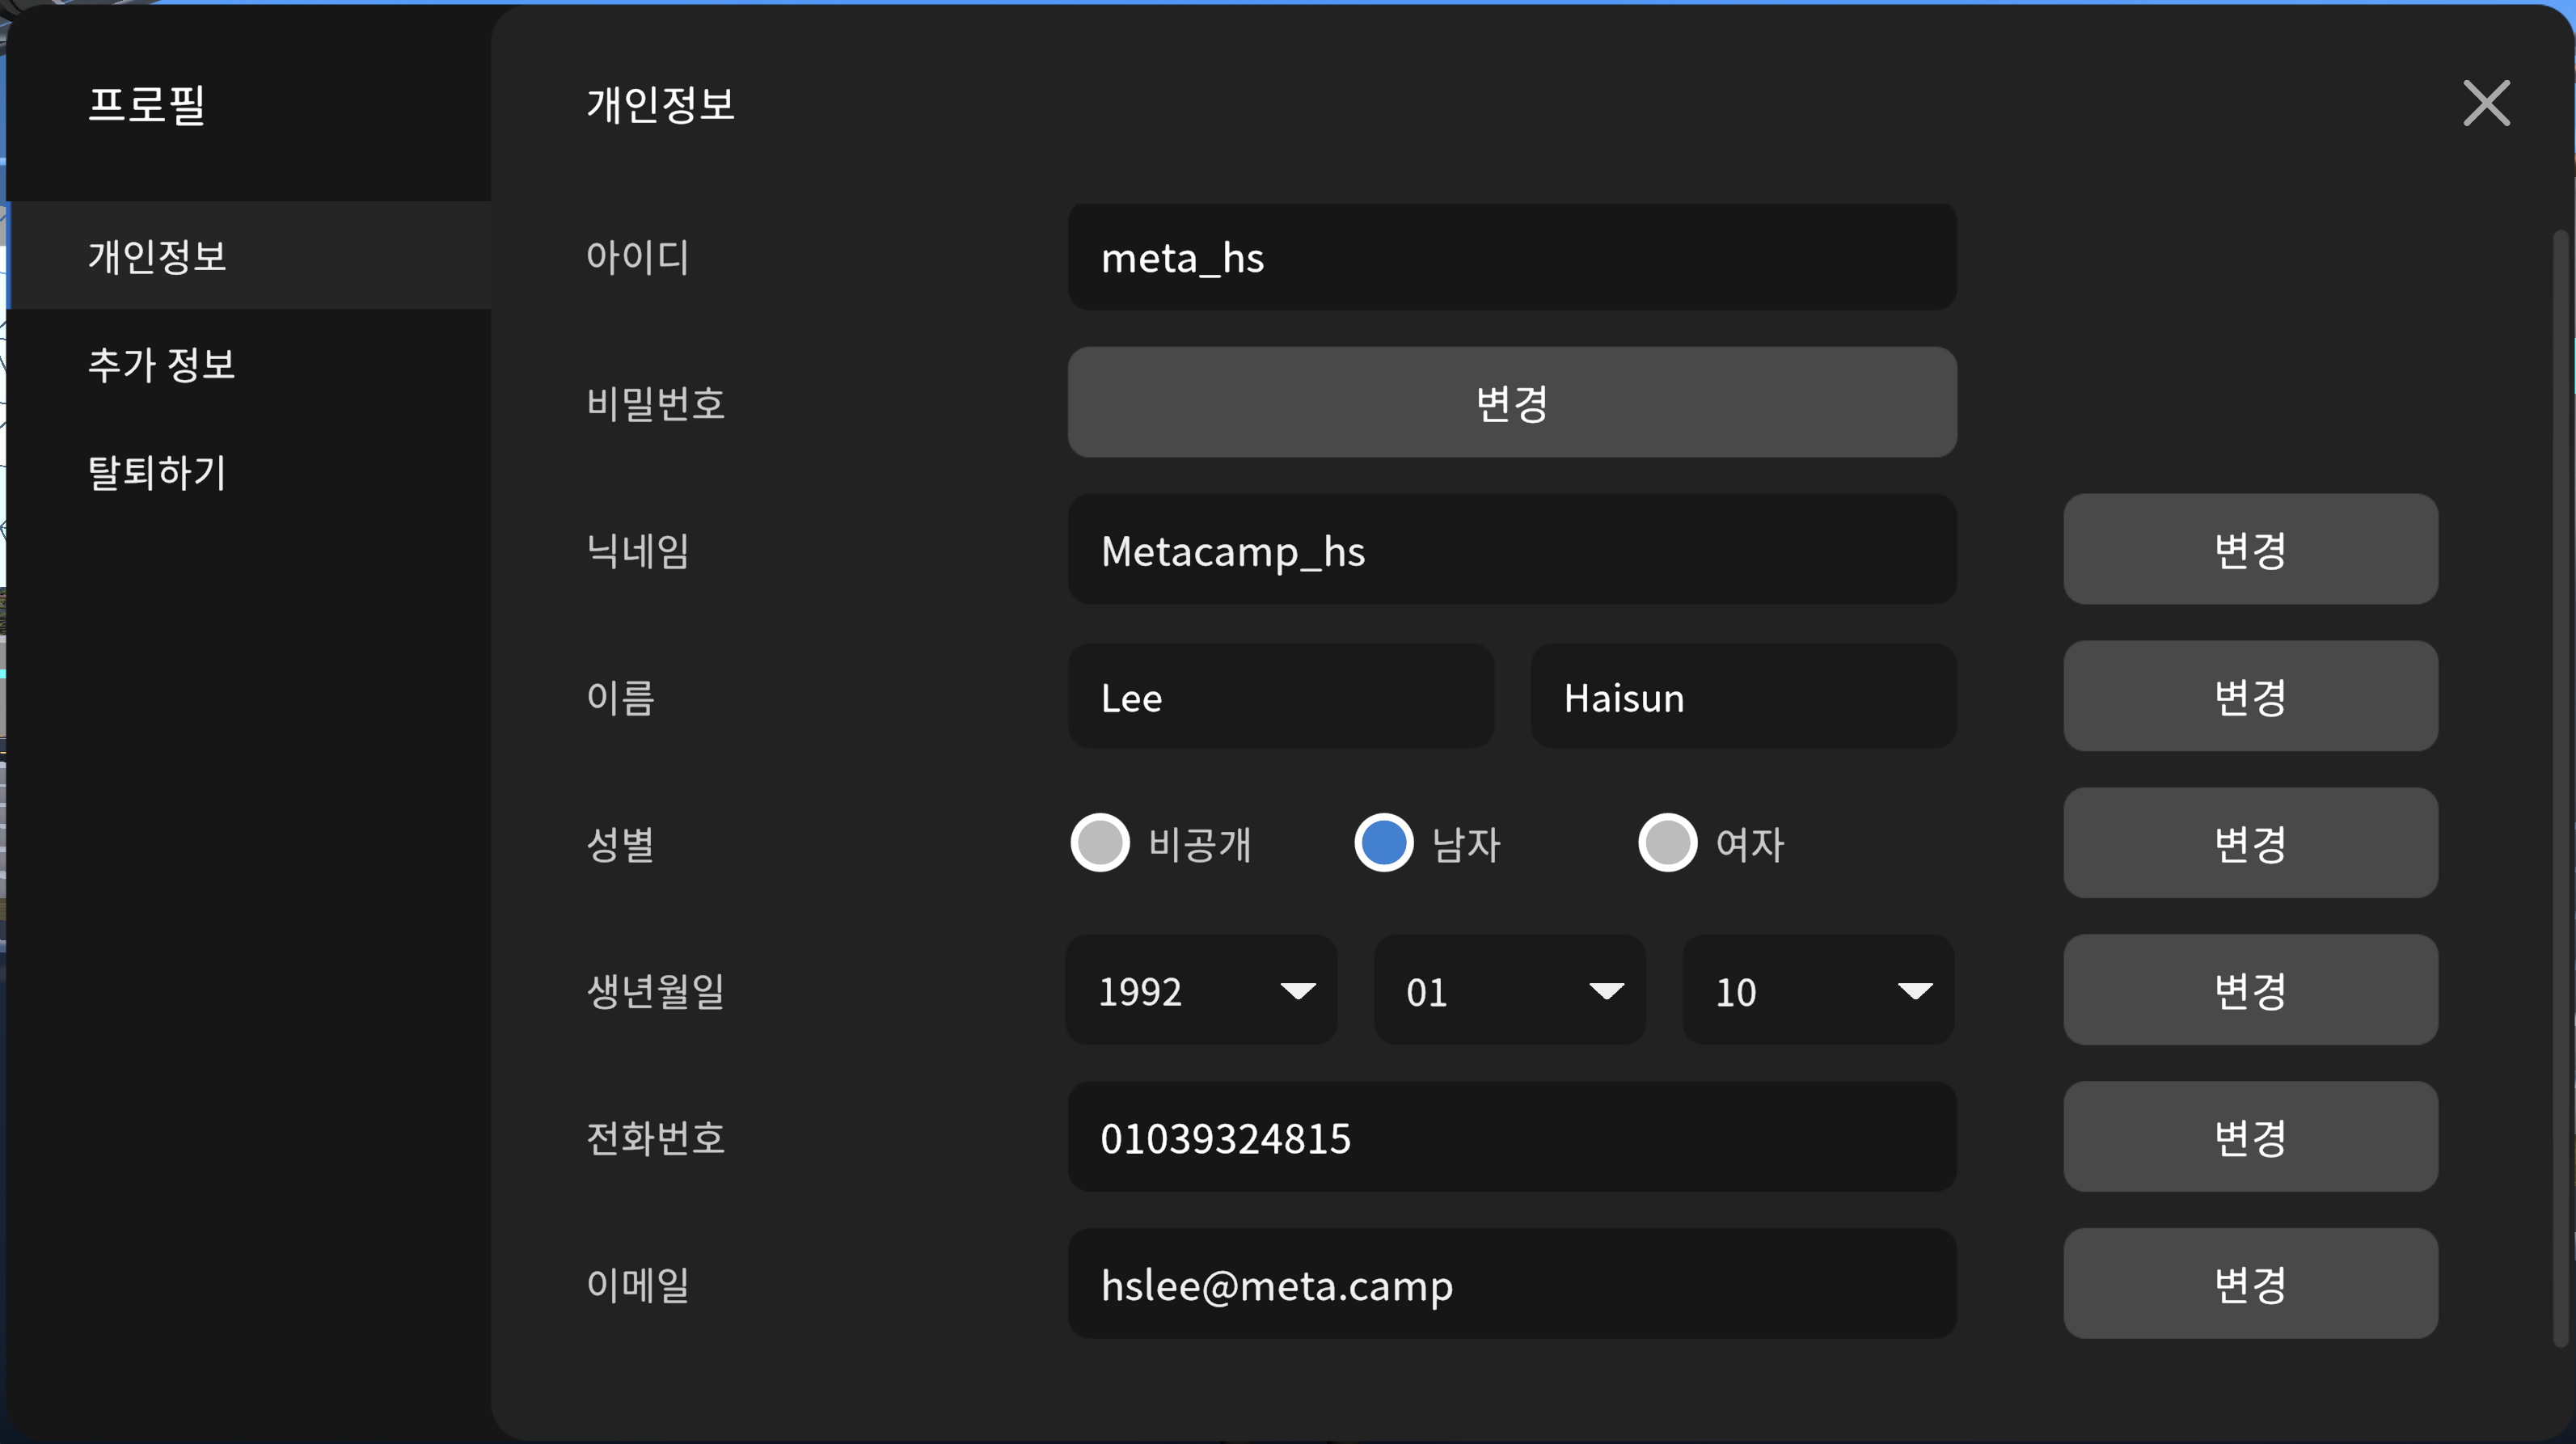 프로필
개인정보
추가 정보
탈퇴하기
개인정보
아이디 meta_hs
비밀번호 변경
닉네임 Metacamp_hs 변경
이름 Lee Haisun 변경
성별 비공개 남자 여자 변경
생년월일 1992 01 10 변경
전화번호 01039324815 변경
이메일 hslee@meta.camp 변경